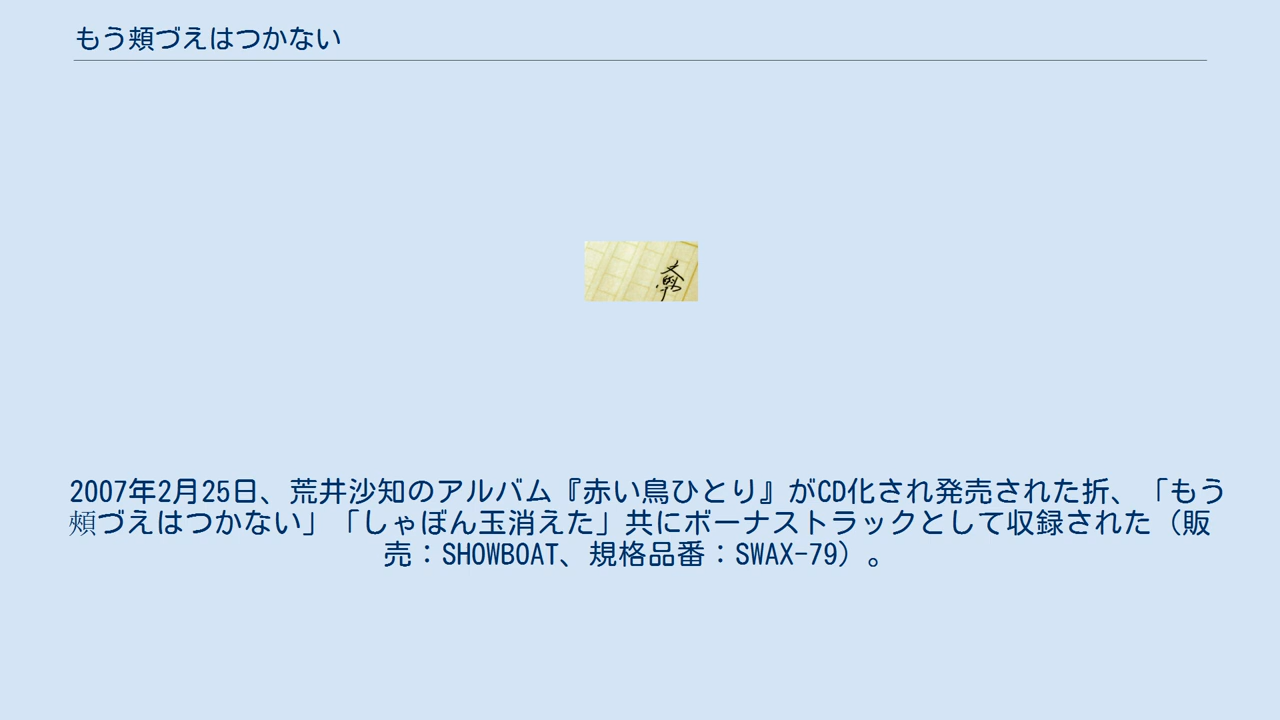 もう頬づえはつかない
2007年2月25日、荒井沙知のアルバム『赤い鳥ひとり』がCD化され発売された折、「もう
頬づえはつかない」「しゃぼん玉消えた」共にボーナストラックとして収録された（販
売：SHOWBOAT、規格品番：SWAX-79）。